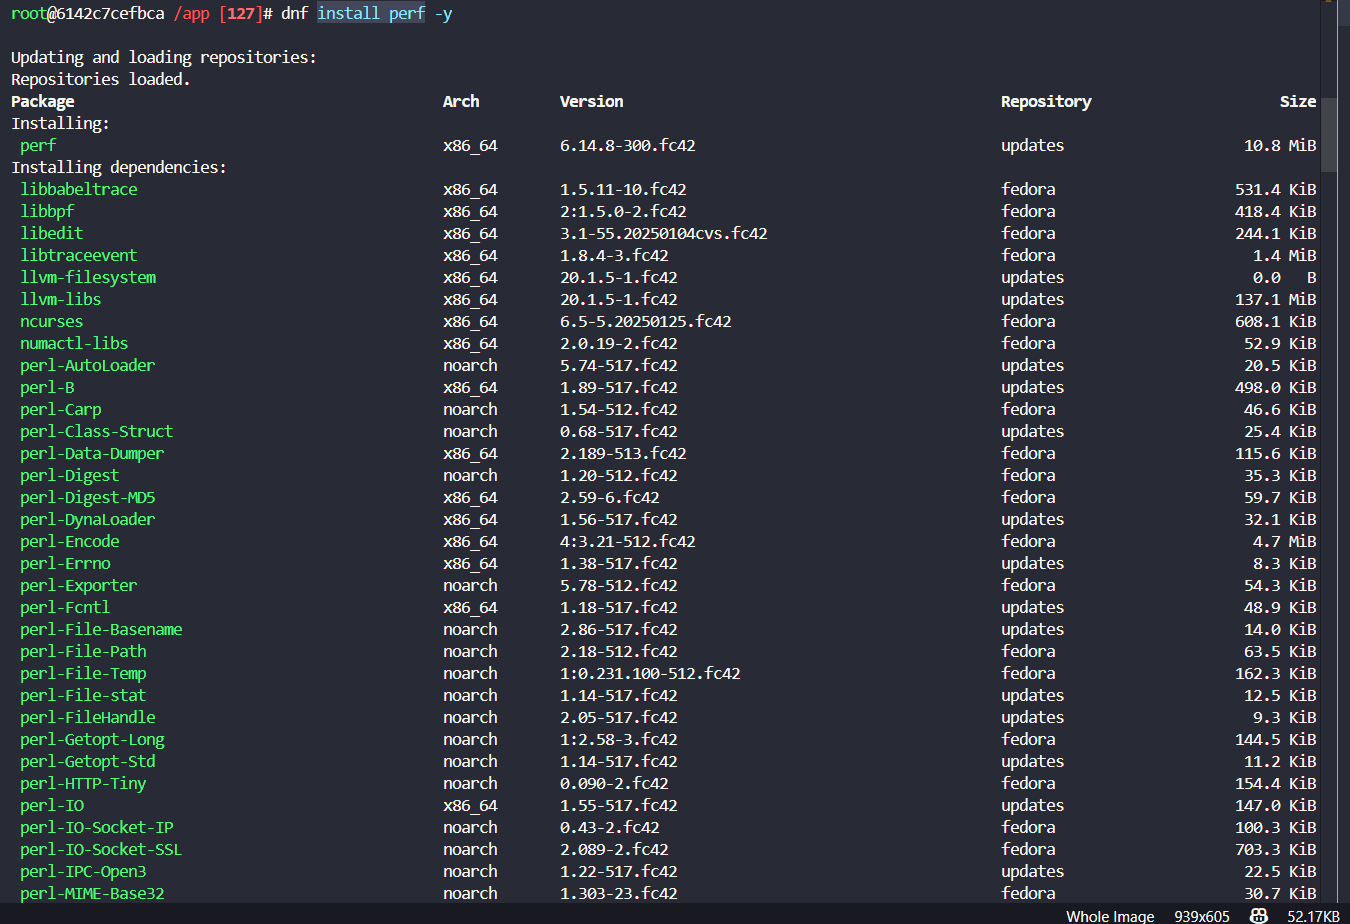 root@6142c7cefbca /app [127]# dnf install perf -y
Updating and loading repositories:
Repositories loaded.
Package Arch Version Repository Size
Installing:
perf x86_64 6.14.8-300.fc42 updates 10.8 MiB
Installing dependencies:
libbabeltrace x86_64 1.5.11-10.fc42 fedora 531.4 KiB
libbpf x86_64 2:1.5.0-2.fc42 fedora 418.4 KiB
libedit x86_64 3.1-55.20250104cvs.fc42 fedora 244.1 KiB
libtraceevent x86_64 1.8.4-3.fc42 fedora 1.4 MiB
llvm-filesystem x86_64 20.1.5-1.fc42 updates 0.0 B
llvm-libs x86_64 20.1.5-1.fc42 updates 137.1 MiB
ncurses x86_64 6.5-5.20250125.fc42 fedora 608.1 KiB
numactl-libs x86_64 2.0.19-2.fc42 fedora 52.9 KiB
perl-AutoLoader noarch 5.74-517.fc42 updates 20.5 KiB
perl-B x86_64 1.89-517.fc42 updates 498.0 KiB
perl-Carp noarch 1.54-512.fc42 fedora 46.6 KiB
perl-Class-Struct noarch 0.68-517.fc42 updates 25.4 KiB
perl-Data-Dumper x86_64 2.189-513.fc42 fedora 115.6 KiB
perl-Digest noarch 1.20-512.fc42 fedora 35.3 KiB
perl-Digest-MD5 x86_64 2.59-6.fc42 fedora 59.7 KiB
perl-DynaLoader x86_64 1.56-517.fc42 updates 32.1 KiB
perl-Encode x86_64 4:3.21-512.fc42 fedora 4.7 MiB
perl-Errno x86_64 1.38-517.fc42 updates 8.3 KiB
perl-Exporter noarch 5.78-512.fc42 fedora 54.3 KiB
perl-Fcntl x86_64 1.18-517.fc42 updates 48.9 KiB
perl-File-Basename noarch 2.86-517.fc42 updates 14.0 KiB
perl-File-Path noarch 2.18-512.fc42 fedora 63.5 KiB
perl-File-Temp noarch 1:0.231.100-512.fc42 fedora 162.3 KiB
perl-File-stat noarch 1.14-517.fc42 updates 12.5 KiB
perl-FileHandle noarch 2.05-517.fc42 updates 9.3 KiB
perl-Getopt-Long noarch 1:2.58-3.fc42 fedora 144.5 KiB
perl-Getopt-Std noarch 1.14-517.fc42 updates 11.2 KiB
perl-HTTP-Tiny noarch 0.090-2.fc42 fedora 154.4 KiB
perl-IO x86_64 1.55-517.fc42 updates 147.0 KiB
perl-IO-Socket-IP noarch 0.43-2.fc42 fedora 100.3 KiB
perl-IO-Socket-SSL noarch 2.089-2.fc42 fedora 703.3 KiB
perl-IPC-Open3 noarch 1.22-517.fc42 updates 22.5 KiB
perl-MIME-Base32 noarch 1.303-23.fc42 fedora 30.7 KiB
Whole Image 939x605 52.17KB